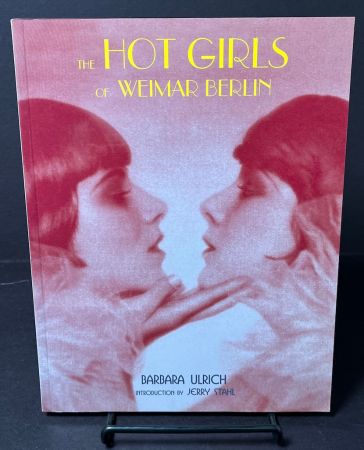 THE HOT GIRLS
OF WEIMAR BERLIN
BARBARA ULRICH
INTRODUCTION BY JERRY STAHL